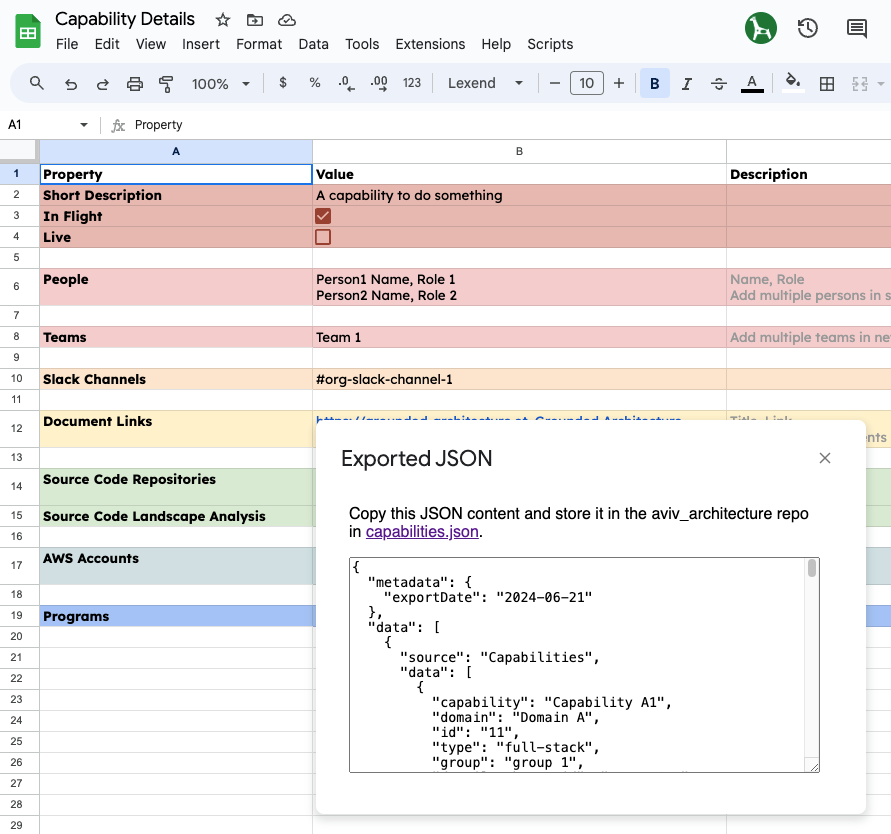 Capability Details
File Edit View Insert Format Data Tools Extensions Help Scripts
100% $ % .0 .00 123 Lexend 10 B I S A
A1 Property
A B
1 Property Value Description
2 Short Description A capability to do something
3 In Flight
4 Live
5
6 People Person1 Name, Role 1 Name, Role
Person2 Name, Role 2 Add multiple persons in s
7
8 Teams Team 1 Add multiple teams in ne
9
10 Slack Channels #org-slack-channel-1
11
12 Document Links https://grounded-architecture.at, Grounded Architecture Title, Link
ents
13
14 Source Code Repositories
15 Source Code Landscape Analysis
16
17 AWS Accounts
18
19 Programs
20
21
22
23
24
25
26
27
28
29
Exported JSON
Copy this JSON content and store it in the aviv_architecture repo
in capabilities.json.
{
"metadata": {
"exportDate": "2024-06-21"
},
"data": [
{
"source": "Capabilities",
"data": [
{
"capability": "Capability A1",
"domain": "Domain A",
"id": "11",
"type": "full-stack",
"group": "group 1",